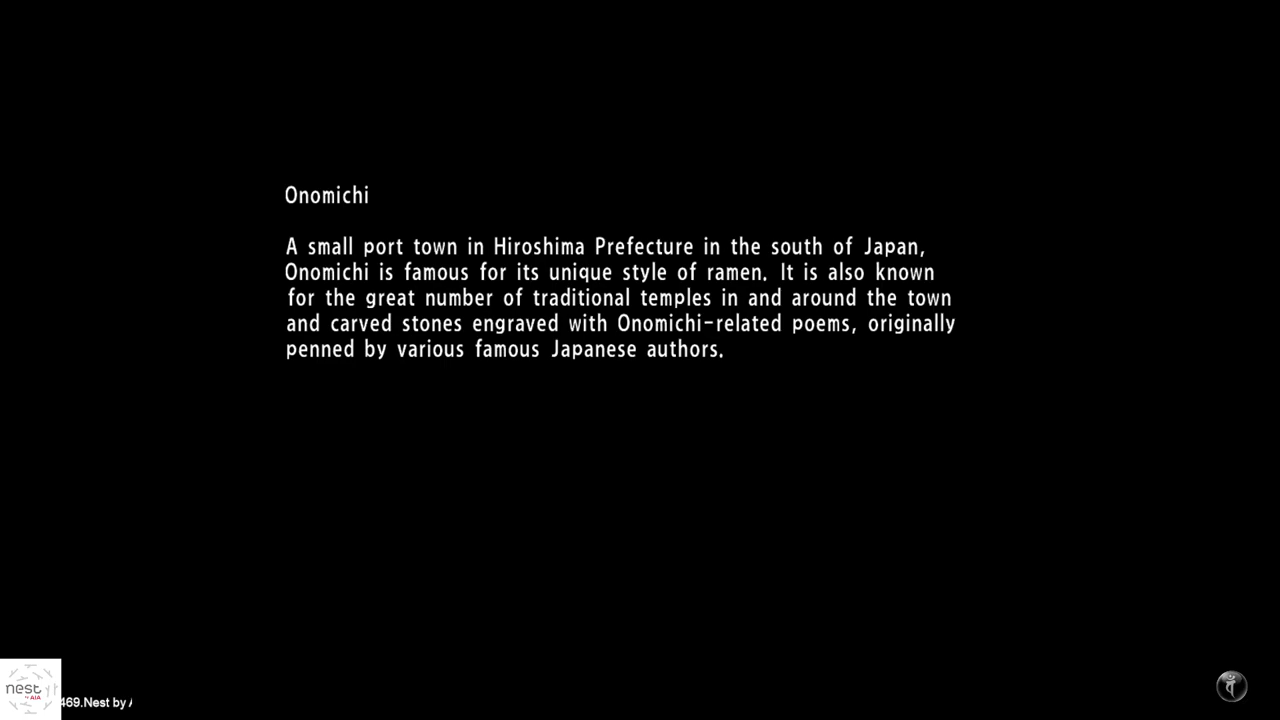 Onomichi
A small port town in Hiroshima Prefecture in the south of Japan,
Onomichi is famous for its unique style of ramen. It is also known
for the great number of traditional temples in and around the town
and carved stones engraved with Onomichi-related poems, originally
penned by various famous Japanese authors.
nest
by AIA
469.Nest by